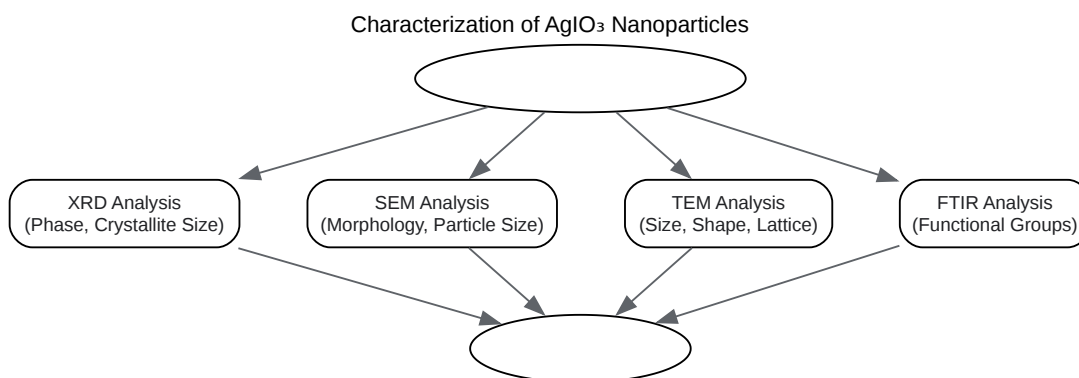 Characterization of AgIO₃ Nanoparticles
XRD Analysis
(Phase, Crystallite Size)
SEM Analysis
(Morphology, Particle Size)
TEM Analysis
(Size, Shape, Lattice)
FTIR Analysis
(Functional Groups)